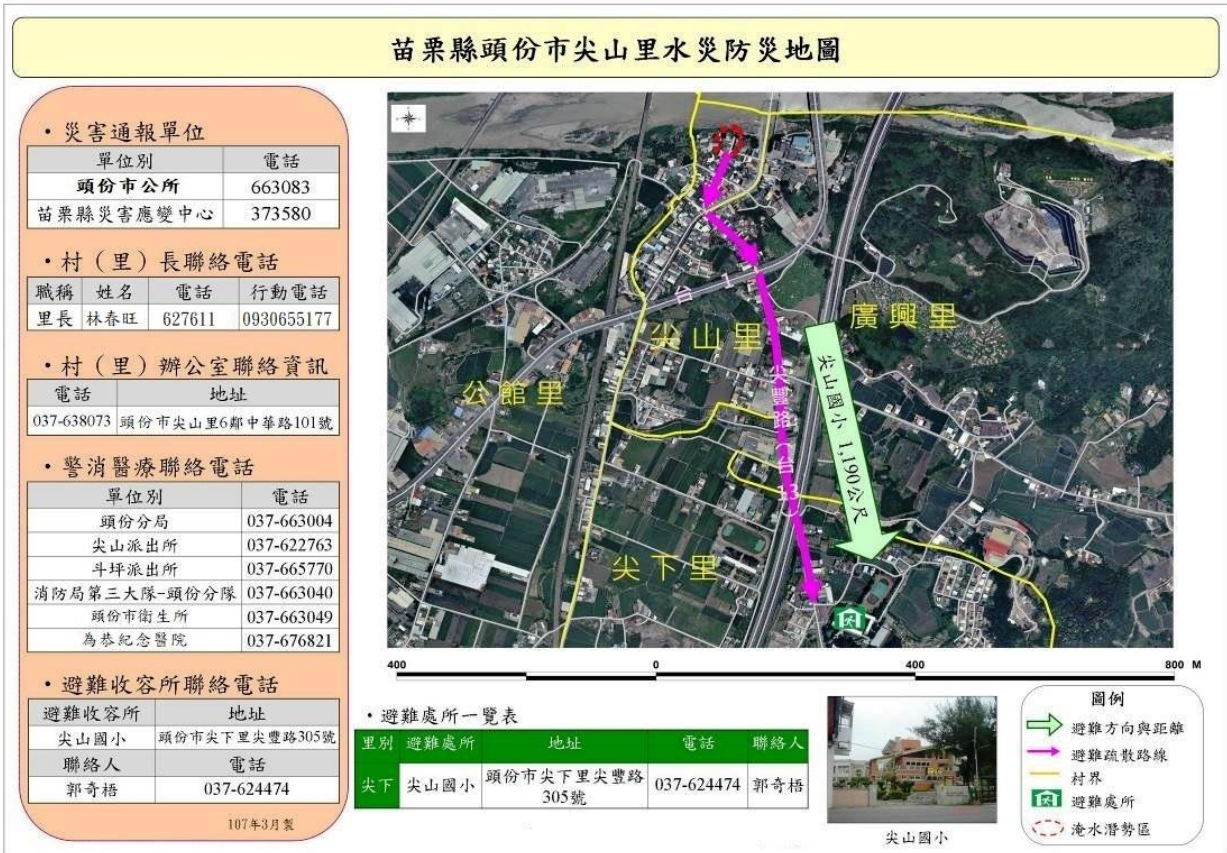 苗栗縣頭份市尖山里水災防災地圖
・災害通報單位
單位別 電話
頭份市公所 663083
苗栗縣災害應變中心 373580
・村（里）長聯絡電話
職稱 姓名 電話 行動電話
里長 林春旺 627611 0930655177
・村（里）辦公室聯絡資訊
電話 地址
037-638073 頭份市尖山里6鄰中華路101號
・警消醫療聯絡電話
單位別 電話
頭份分局 037-663004
尖山派出所 037-622763
斗坪派出所 037-665770
消防局第三大隊-頭份分隊 037-663040
頭份市衛生所 037-663049
為恭紀念醫院 037-676821
・避難收容所聯絡電話
避難收容所 地址
尖山國小 頭份市尖下里尖豐路305號
聯絡人 電話
郭奇梧 037-624474
107年3月製
台 1
尖山里
廣興里
公館里
尖豐路(台13)
尖山國小 1,190公尺
尖下里
7
400 0 400 800 M
・避難處所一覽表
里別 避難處所 地址 電話 聯絡人
尖下 尖山國小 頭份市尖下里尖豐路 037-624474 郭奇梧
305號
尖山國小
圖例
避難方向與距離
避難疏散路線
村界
避難處所
淹水潛勢區